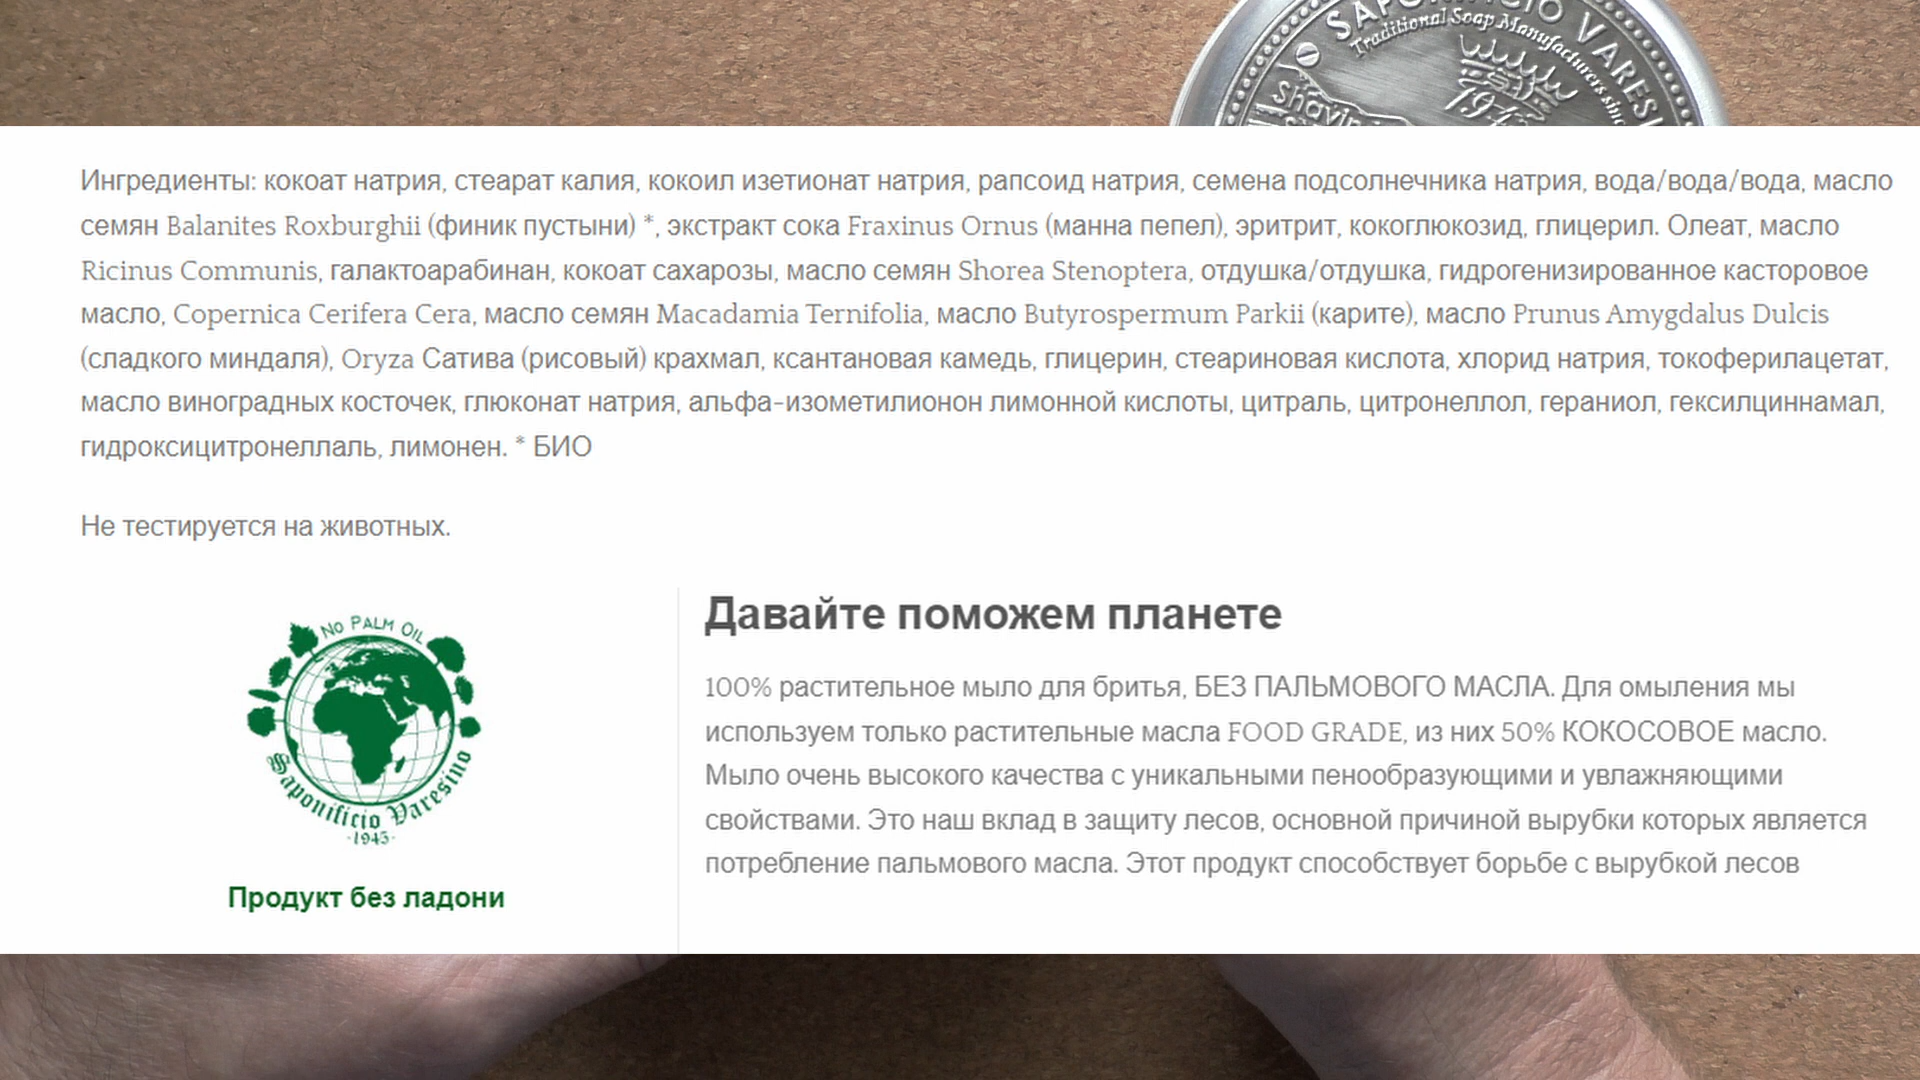 SAPONIFICIO VARESI
Traditional Soap Manufacturers sinc
Shavin
194
Ингредиенты: кокоат натрия, стеарат калия, кокоил изетионат натрия, рапсоид натрия, семена подсолнечника натрия, вода/вода/вода, масло
семян Balanites Roxburghii (финик пустыни) *, экстракт сока Fraxinus Ornus (манна пепел), эритрит, кокоглюкозид, глицерил. Олеат, масло
Ricinus Communis, галактоарабинан, кокоат сахарозы, масло семян Shorea Stenoptera, отдушка/отдушка, гидрогенизированное касторовое
масло, Copernica Cerifera Cera, масло семян Macadamia Ternifolia, масло Butyrospermum Parkii (карите), масло Prunus Amygdalus Dulcis
(сладкого миндаля), Oryza Сатива (рисовый) крахмал, ксантановая камедь, глицерин, стеариновая кислота, хлорид натрия, токоферилацетат,
масло виноградных косточек, глюконат натрия, альфа-изометилионон лимонной кислоты, цитраль, цитронеллол, гераниол, гексилциннамал,
гидроксицитронеллаль, лимонен. * БИО
Не тестируется на животных.
No Palm Oil
Saponificio Varesino
·1945·
Продукт без ладони
Давайте поможем планете
100% растительное мыло для бритья, БЕЗ ПАЛЬМОВОГО МАСЛА. Для омыления мы
используем только растительные масла FOOD GRADE, из них 50% КОКОСОВОЕ масло.
Мыло очень высокого качества с уникальными пенообразующими и увлажняющими
свойствами. Это наш вклад в защиту лесов, основной причиной вырубки которых является
потребление пальмового масла. Этот продукт способствует борьбе с вырубкой лесов